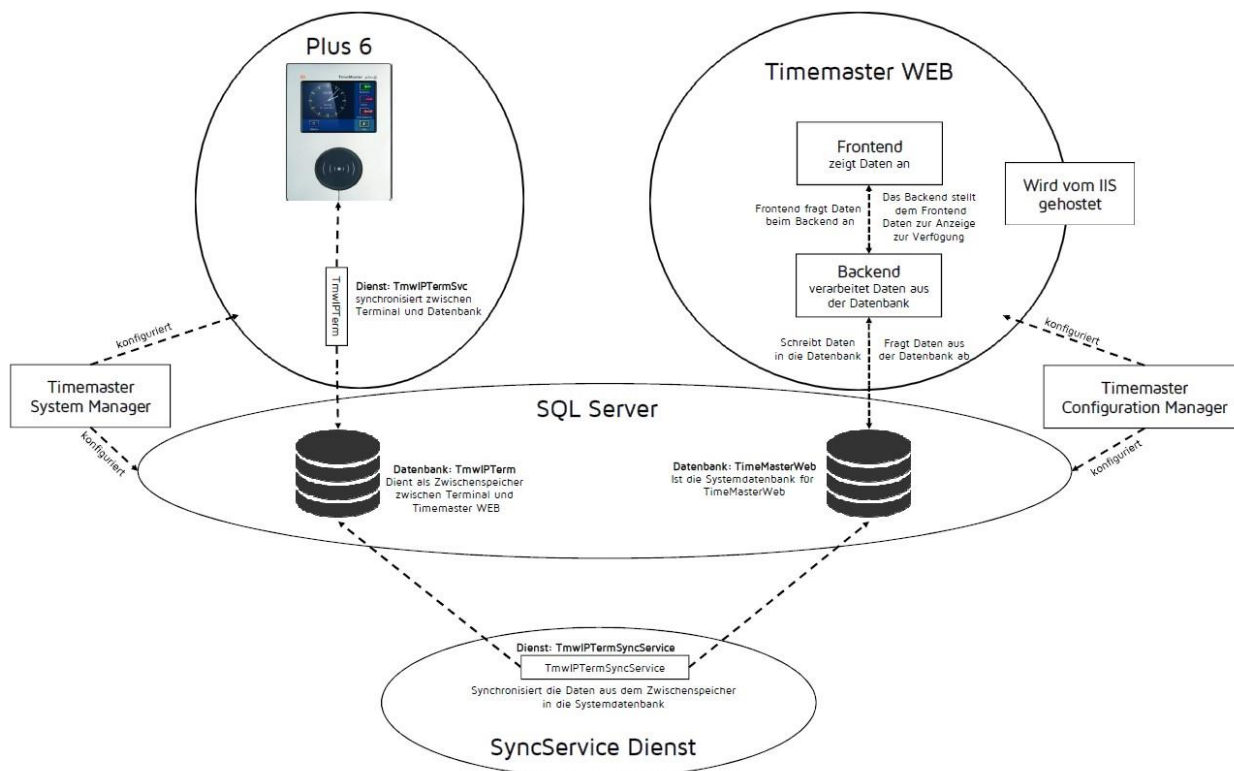 Plus 6
TimeMaster
Timemaster WEB
Frontend
zeigt Daten an
Wird vom IIS
gehostet
Frontend fragt Daten
beim Backend an
Das Backend stellt
dem Frontend
Daten zur Anzeige
zur Verfügung
TmwIPTerm
Dienst: TmwIPTermSvc
synchronisiert zwischen
Terminal und Datenbank
Backend
verarbeitet Daten aus
der Datenbank
konfiguriert
konfiguriert
Schreibt Daten
in die Datenbank
Fragt Daten aus
der Datenbank ab
Timemaster
System Manager
Timemaster
Configuration Manager
SQL Server
konfiguriert
konfiguriert
Datenbank: TmwIPTerm
Dient als Zwischenspeicher
zwischen Terminal und
Timemaster WEB
Datenbank: TimeMasterWeb
Ist die Systemdatenbank für
TimeMasterWeb
Dienst: TmwIPTermSyncService
TmwIPTermSyncService
Synchronisiert die Daten aus dem Zwischenspeicher
in die Systemdatenbank
SyncService Dienst